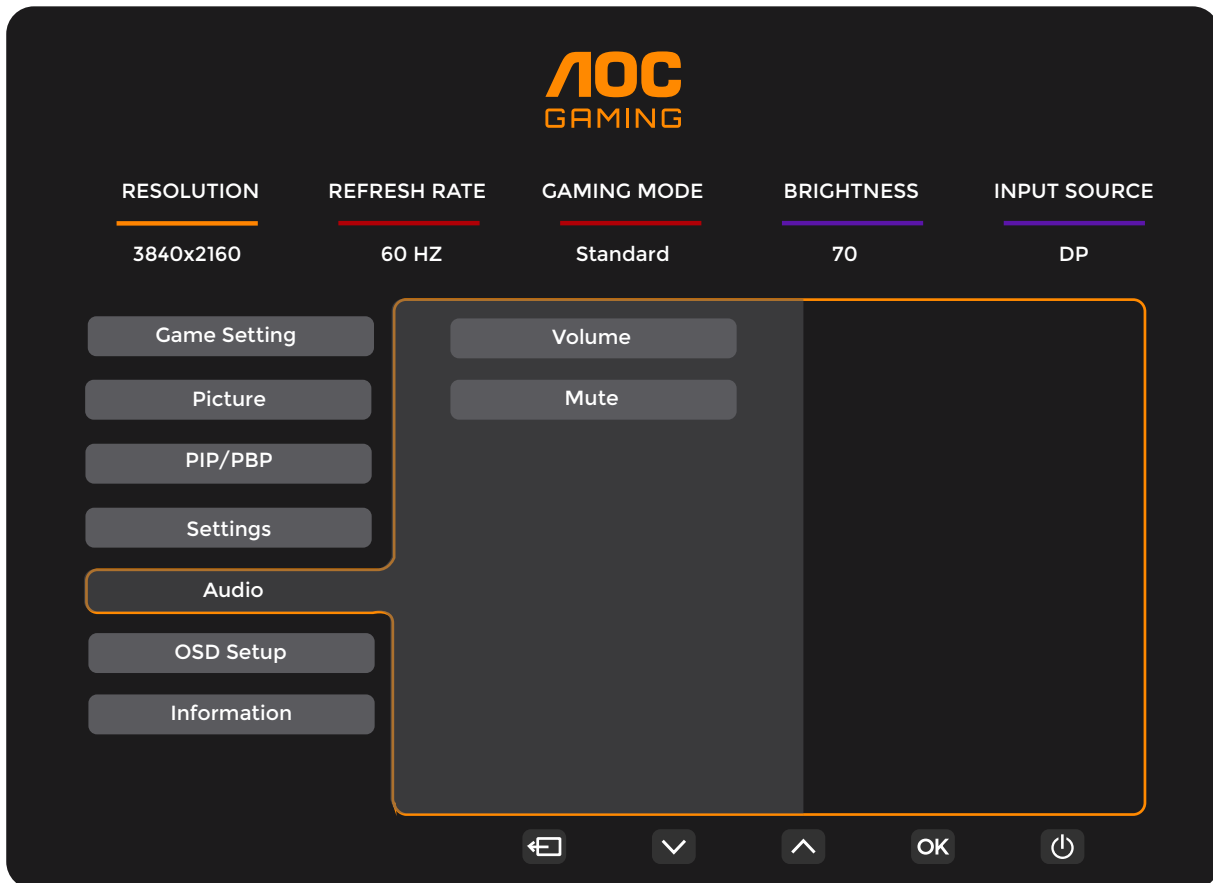 AOC
GAMING
RESOLUTION REFRESH RATE GAMING MODE BRIGHTNESS INPUT SOURCE
3840x2160 60 HZ Standard 70 DP
Game Setting
Picture
PIP/PBP
Settings
Audio
OSD Setup
Information
Volume
Mute
OK